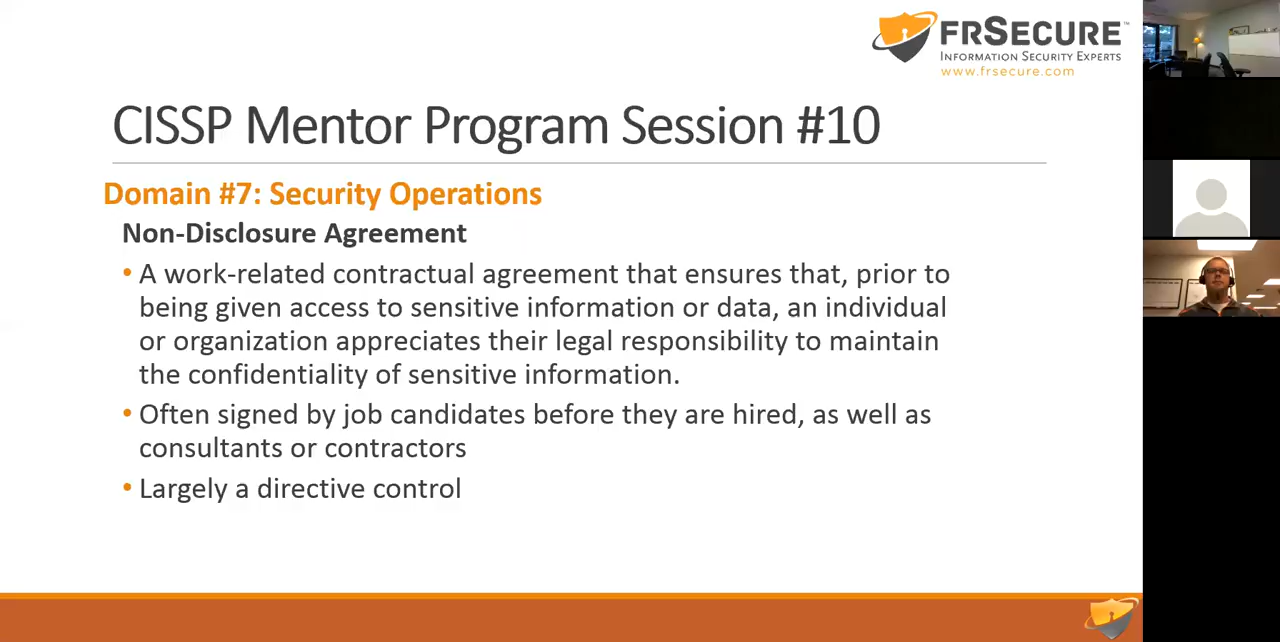 FRSECURE™
INFORMATION SECURITY EXPERTS
www.frsecure.com
CISSP Mentor Program Session #10
Domain #7: Security Operations
Non-Disclosure Agreement
• A work-related contractual agreement that ensures that, prior to
being given access to sensitive information or data, an individual
or organization appreciates their legal responsibility to maintain
the confidentiality of sensitive information.
• Often signed by job candidates before they are hired, as well as
consultants or contractors
• Largely a directive control